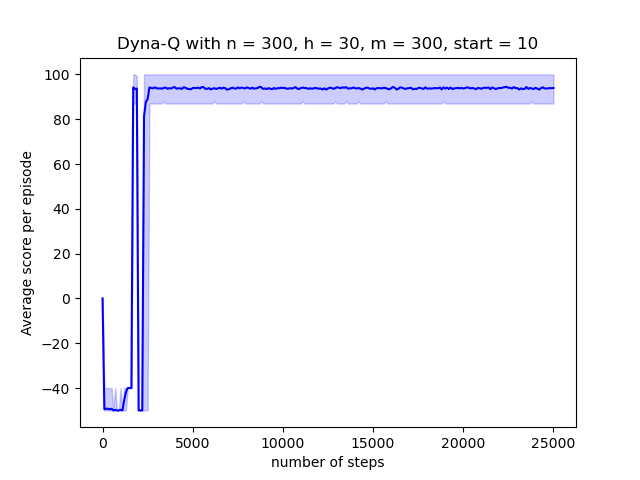 Dyna-Q with n = 300, h = 30, m = 300, start = 10
100
80
60
40
20
0
−20
−40
Average score per episode
0 5000 10000 15000 20000 25000
number of steps